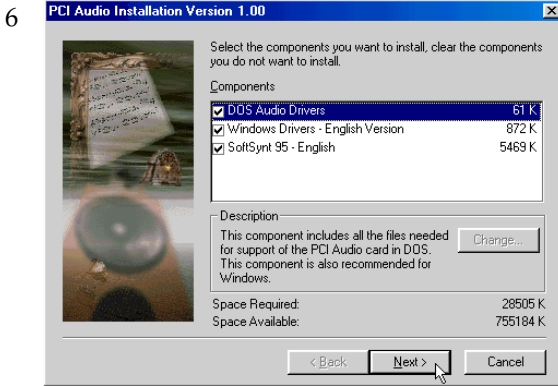 6
PCI Audio Installation Version 1.00
Select the components you want to install, clear the components
you do not want to install.
Components
DOS Audio Drivers 61 K
Windows Drivers - English Version 872 K
SoftSynt 95 - English 5469 K
Description
This component includes all the files needed
for support of the PCI Audio card in DOS.
This component is also recommended for
Windows.
Change...
Space Required: 28505 K
Space Available: 755184 K
< Back Next > Cancel